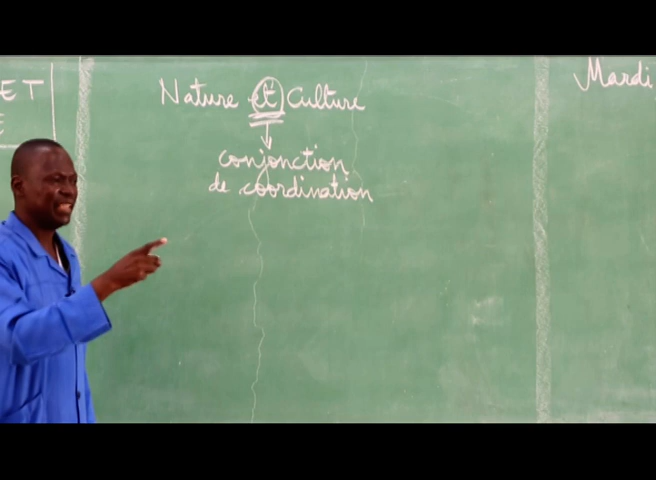 ET
E
Nature et Culture
conjonction
de coordination
Mardi